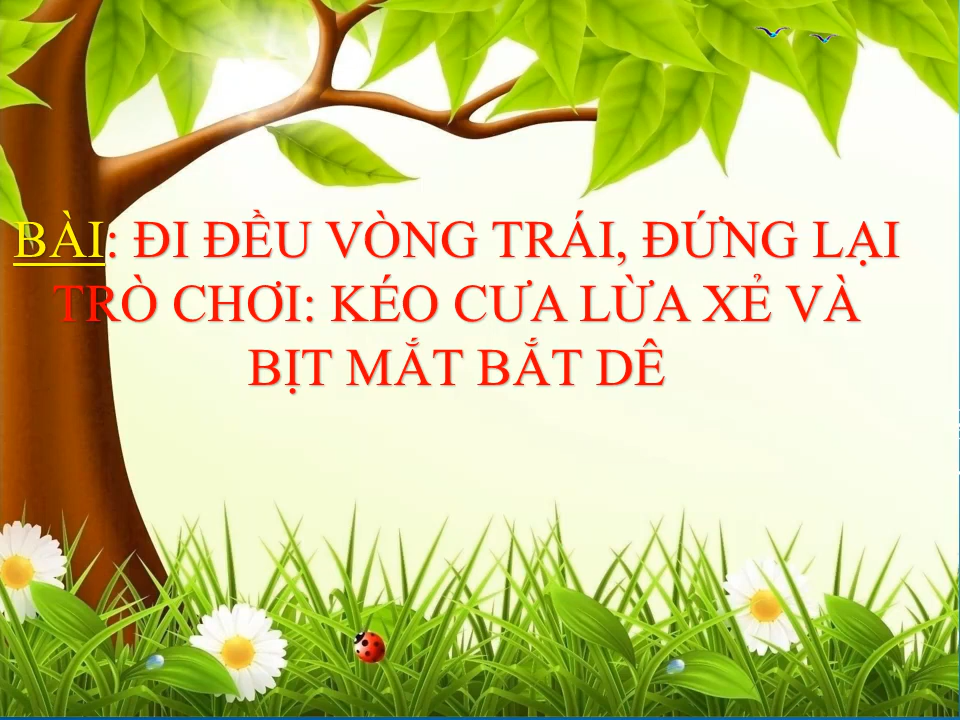 BÀI: ĐI ĐỀU VÒNG TRÁI, ĐỨNG LẠI
TRÒ CHƠI: KÉO CƯA LỪA XẺ VÀ
BỊT MẮT BẮT DÊ